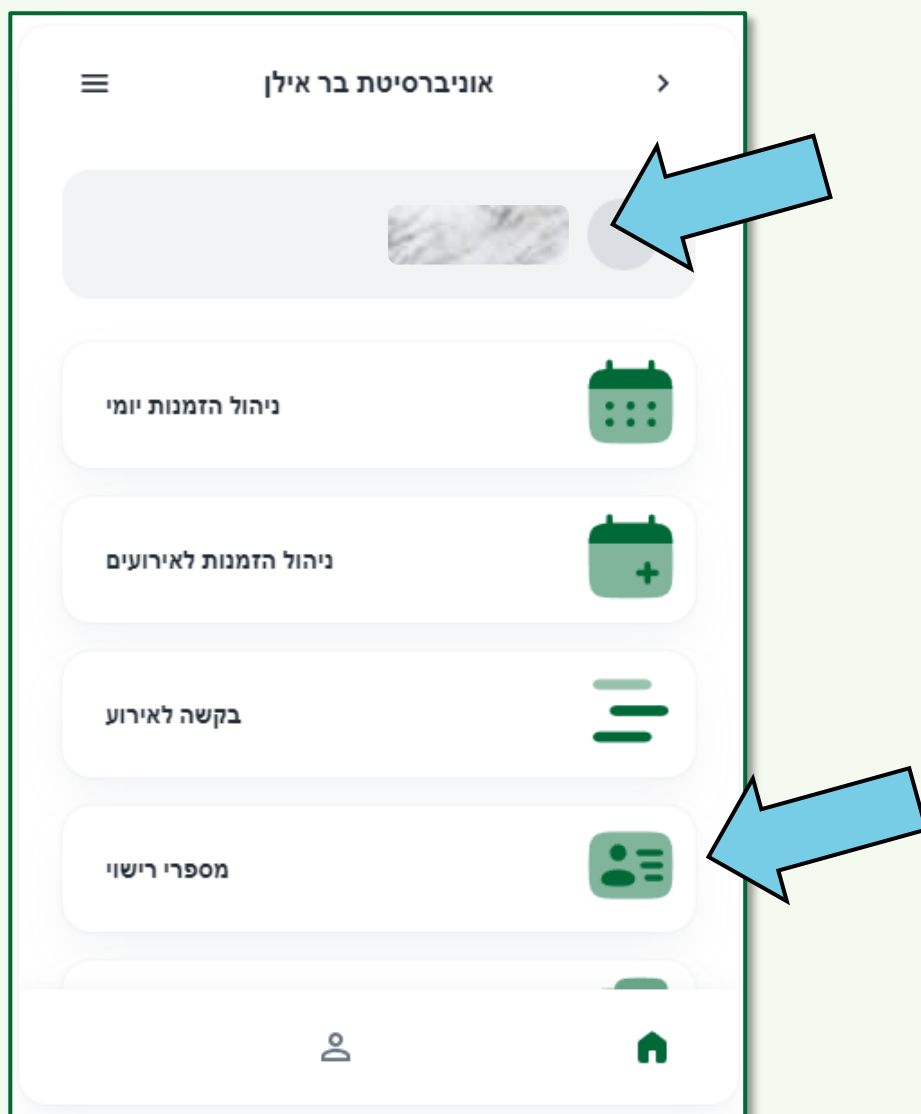 אוניברסיטת בר אילן
ניהול הזמנות יומי
ניהול הזמנות לאירועים
בקשה לאירוע
מספרי רישוי